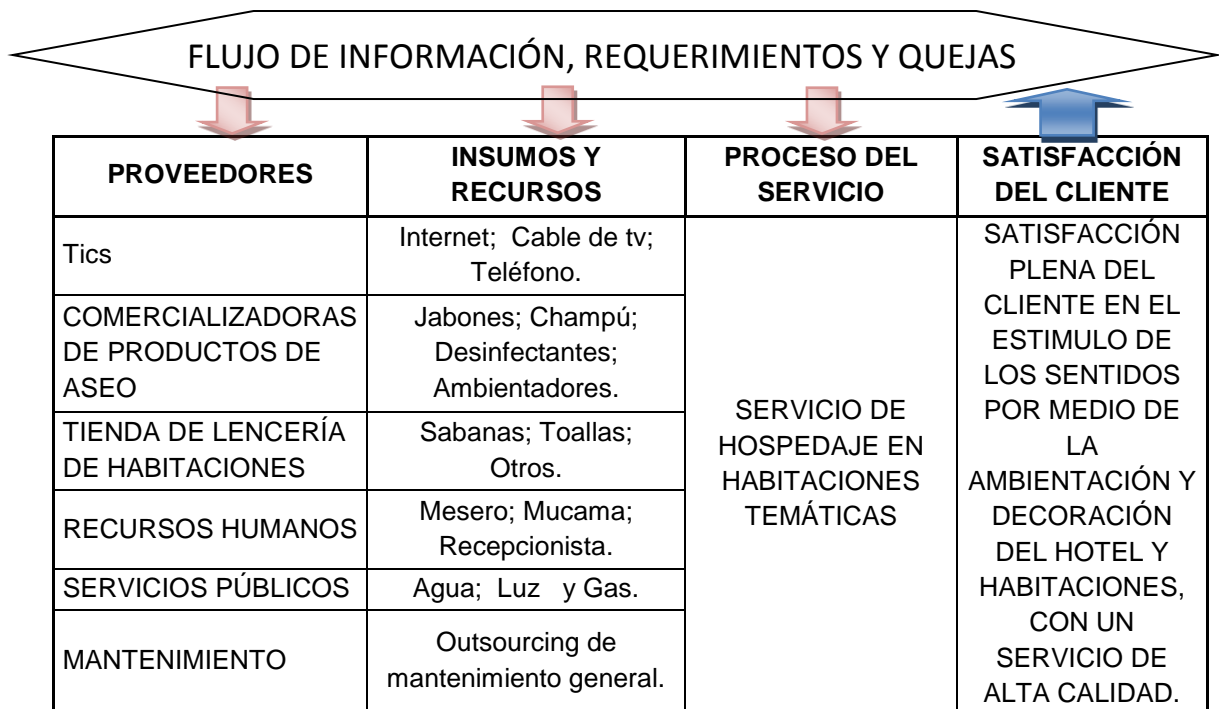 FLUJO DE INFORMACIÓN, REQUERIMIENTOS Y QUEJAS
PROVEEDORES
INSUMOS Y
RECURSOS
PROCESO DEL
SERVICIO
SATISFACCIÓN
DEL CLIENTE
Tics
Internet;  Cable de tv;
Teléfono.
COMERCIALIZADORAS
DE PRODUCTOS DE
ASEO
Jabones; Champú;
Desinfectantes;
Ambientadores.
TIENDA DE LENCERÍA
DE HABITACIONES
Sabanas; Toallas;
Otros.
RECURSOS HUMANOS
Mesero; Mucama;
Recepcionista.
SERVICIOS PÚBLICOS
Agua;  Luz   y Gas.
MANTENIMIENTO
Outsourcing de
mantenimiento general.
SERVICIO DE
HOSPEDAJE EN
HABITACIONES
TEMÁTICAS
SATISFACCIÓN
PLENA DEL
CLIENTE EN EL
ESTIMULO DE
LOS SENTIDOS
POR MEDIO DE
LA
AMBIENTACIÓN Y
DECORACIÓN
DEL HOTEL Y
HABITACIONES,
CON UN
SERVICIO DE
ALTA CALIDAD.